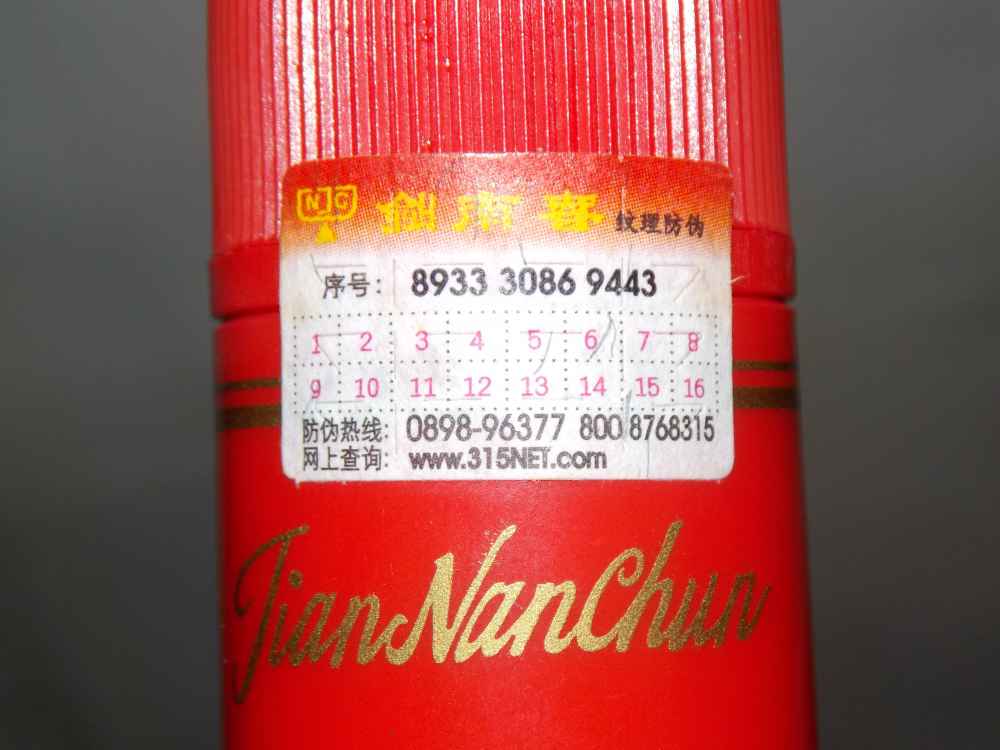 NJC 剑南春 纹理防伪
序号: 8933 3086 9443
1 2 3 4 5 6 7 8
9 10 11 12 13 14 15 16
防伪热线: 0898-96377 800 8768315
网上查询: www.315NET.com
JianNanChun